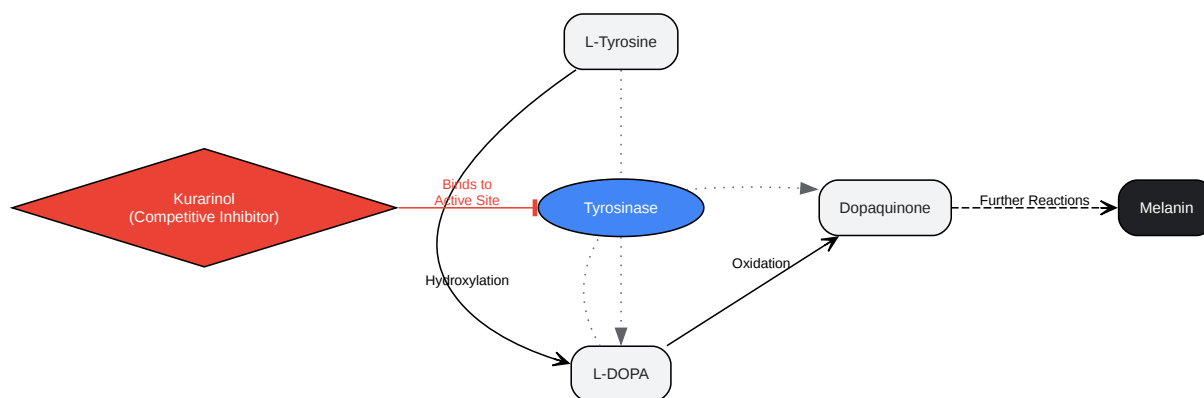 L-Tyrosine
Kurarinol
(Competitive Inhibitor)
Binds to
Active Site
Tyrosinase
Dopaquinone
Further Reactions
Melanin
Hydroxylation
Oxidation
L-DOPA